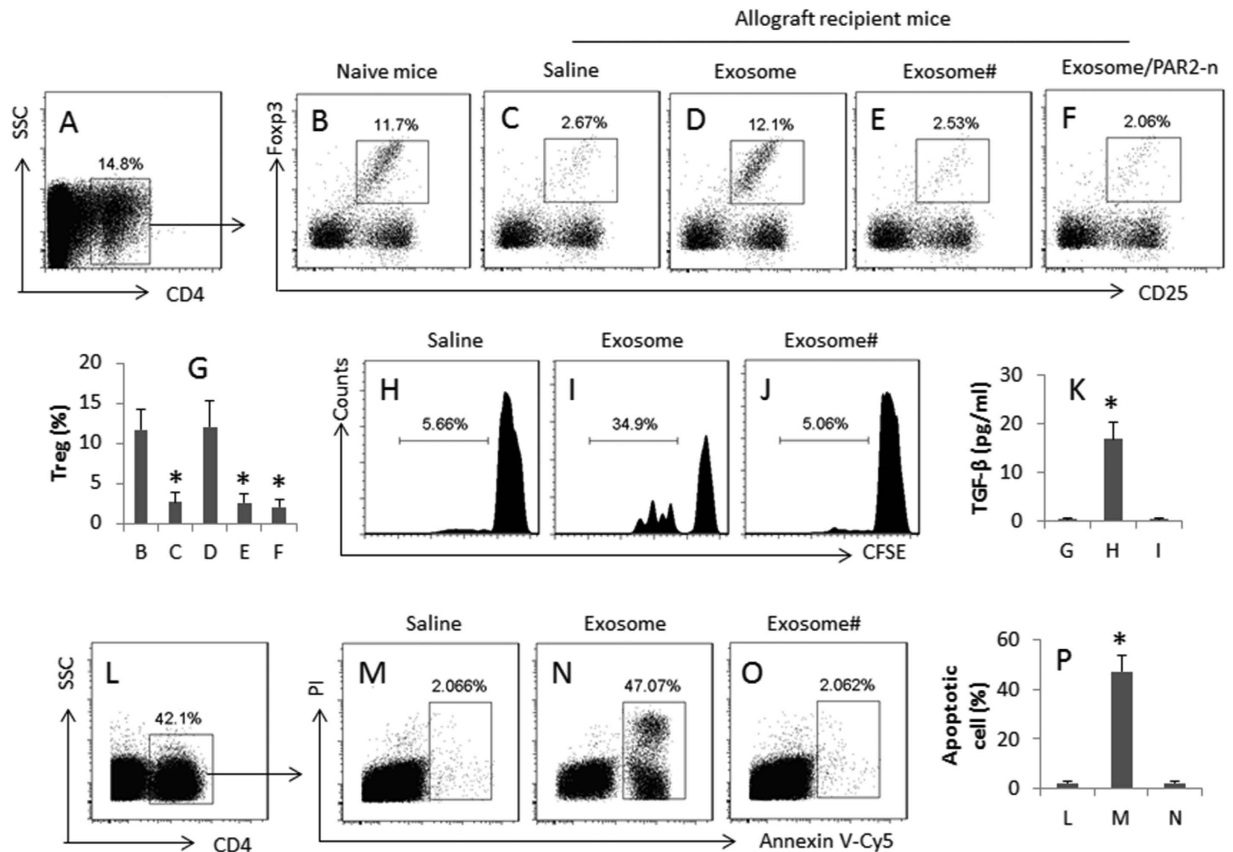 Allograft recipient mice
Naive mice
Saline
Exosome
Exosome#
Exosome/PAR2-n
SSC
A
14.8%
CD4
Foxp3
B
11.7%
C
2.67%
D
12.1%
E
2.53%
F
2.06%
CD25
G
Treg (%)
20
15
10
5
0
B C D E F
* * * *
Saline
Exosome
Exosome#
Counts
H
5.66%
I
34.9%
J
5.06%
CFSE
K
TGF-β (pg/ml)
30
20
10
0
*
G H I
SSC
L
42.1%
CD4
Saline
Exosome
Exosome#
PI
M
2.066%
N
47.07%
O
2.062%
Annexin V-Cy5
P
Apoptotic
cell (%)
60
40
20
0
*
L M N